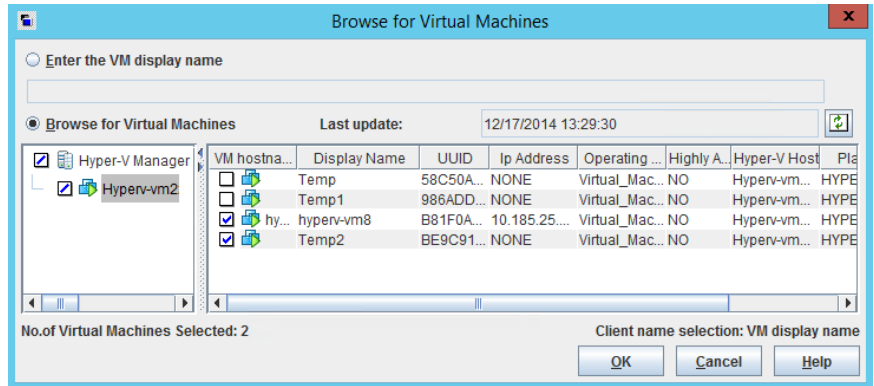 Browse for Virtual Machines
x
Enter the VM display name
Browse for Virtual Machines Last update: 12/17/2014 13:29:30
Hyper-V Manager
Hyperv-vm2
VM hostna... Display Name UUID Ip Address Operating ... Highly A... Hyper-V Host Pla
Temp 58C50A... NONE Virtual_Mac... NO Hyperv-vm... HYPE
Temp1 986ADD... NONE Virtual_Mac... NO Hyperv-vm... HYPE
hy... hyperv-vm8 B81F0A... 10.185.25.... Virtual_Mac... NO Hyperv-vm... HYPE
Temp2 BE9C91... NONE Virtual_Mac... NO Hyperv-vm... HYPE
No.of Virtual Machines Selected: 2 Client name selection: VM display name
OK Cancel Help